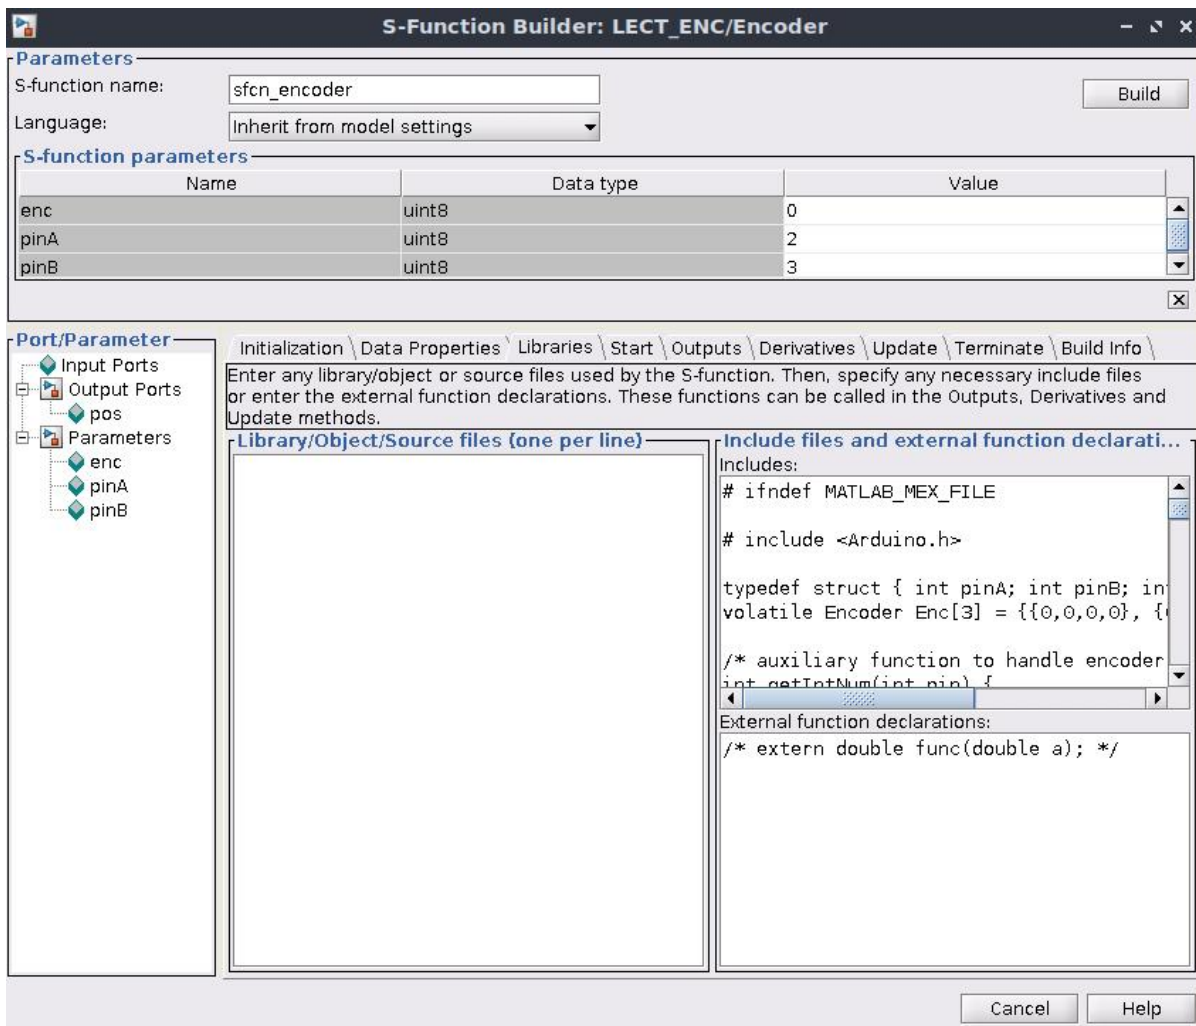 S-Function Builder: LECT_ENC/Encoder
Parameters
S-function name:
sfcn_encoder
Build
Language:
Inherit from model settings
S-function parameters
Name Data type Value
enc uint8 0
pinA uint8 2
pinB uint8 3
Port/Parameter
Input Ports
Output Ports
pos
Parameters
enc
pinA
pinB
Initialization Data Properties Libraries Start Outputs Derivatives Update Terminate Build Info
Enter any library/object or source files used by the S-function. Then, specify any necessary include files
or enter the external function declarations. These functions can be called in the Outputs, Derivatives and
Update methods.
Library/Object/Source files (one per line)
Include files and external function declarati...
Includes:
# ifndef MATLAB_MEX_FILE
# include <Arduino.h>
typedef struct { int pinA; int pinB; in
volatile Encoder Enc[3] = {{0,0,0,0}, {
/* auxiliary function to handle encoder
int getIntNum(int pin) {
External function declarations:
/* extern double func(double a); */
Cancel Help